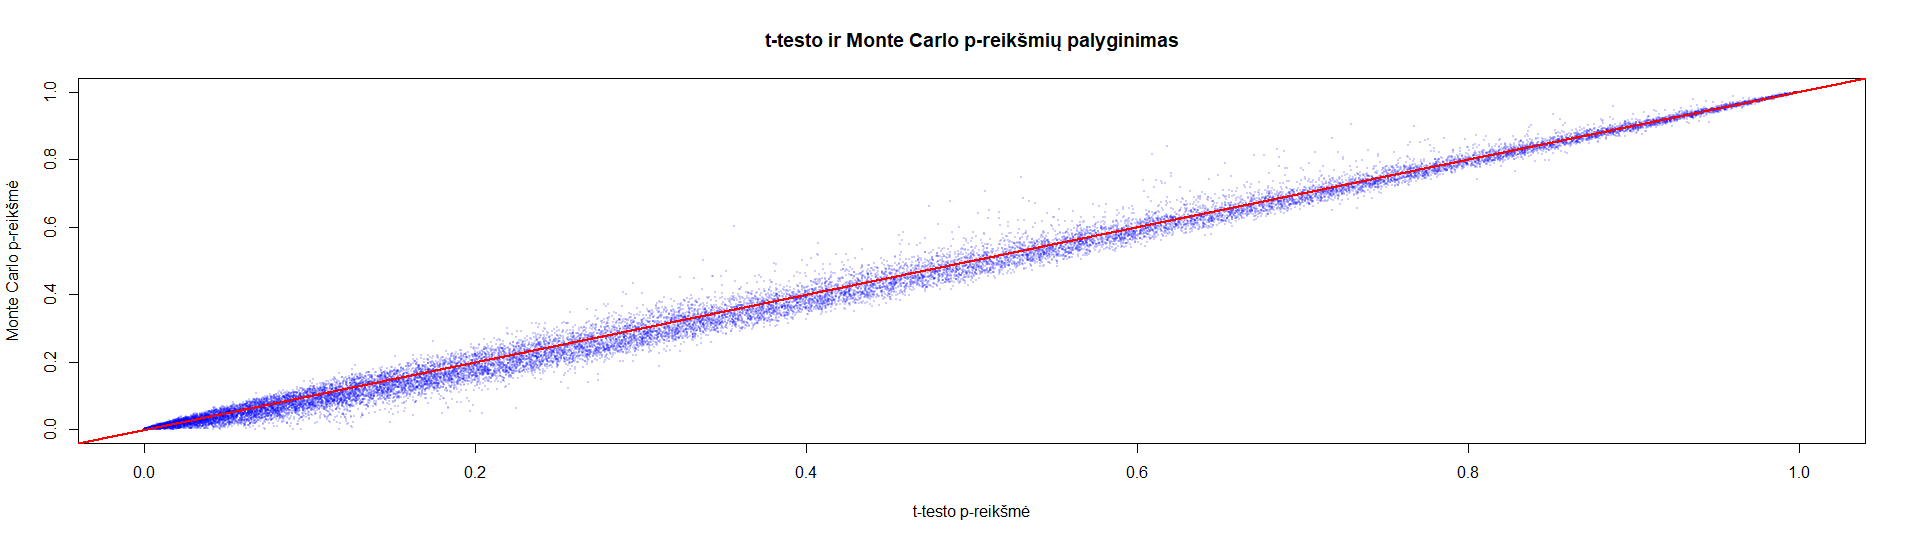 t-testo ir Monte Carlo p-reikšmių palyginimas
Monte Carlo p-reikšmė
1.0
0.8
0.6
0.4
0.2
0.0
0.0 0.2 0.4 0.6 0.8 1.0
t-testo p-reikšmė